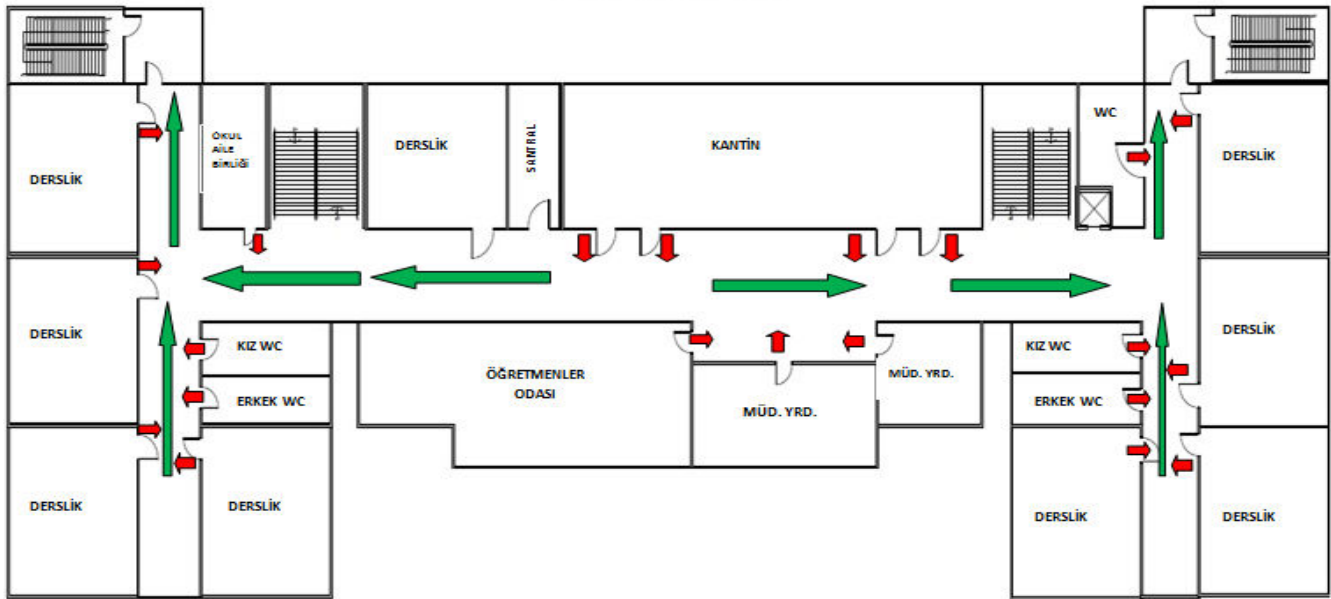 OKUL
AİLE
BİRLİĞİ
DERSLİK
SANTRAL
KANTİN
WC
DERSLİK
DERSLİK
DERSLİK
KIZ WC
ERKEK WC
ÖĞRETMENLER
ODASI
MÜD. YRD.
MÜD. YRD.
KIZ WC
ERKEK WC
DERSLİK
DERSLİK
DERSLİK
DERSLİK
DERSLİK